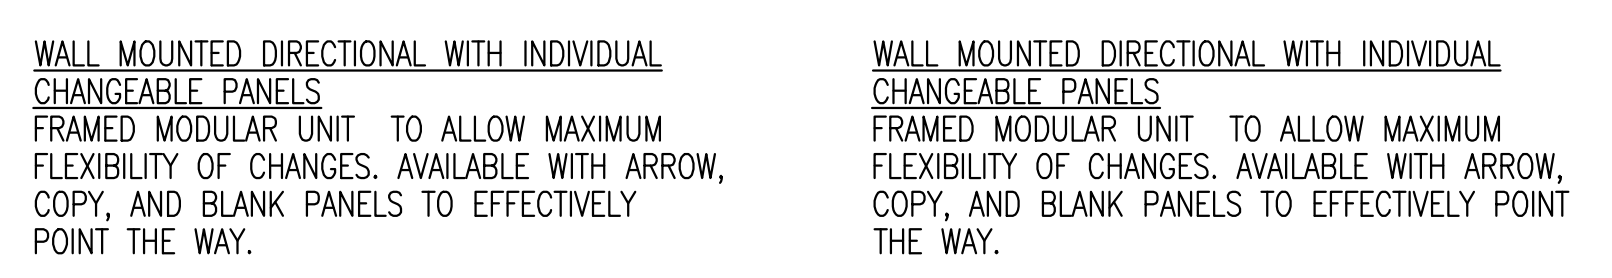 WALL MOUNTED DIRECTIONAL WITH INDIVIDUAL
CHANGEABLE PANELS
FRAMED MODULAR UNIT TO ALLOW MAXIMUM
FLEXIBILITY OF CHANGES. AVAILABLE WITH ARROW,
COPY, AND BLANK PANELS TO EFFECTIVELY
POINT THE WAY.
WALL MOUNTED DIRECTIONAL WITH INDIVIDUAL
CHANGEABLE PANELS
FRAMED MODULAR UNIT TO ALLOW MAXIMUM
FLEXIBILITY OF CHANGES. AVAILABLE WITH ARROW,
COPY, AND BLANK PANELS TO EFFECTIVELY POINT
THE WAY.